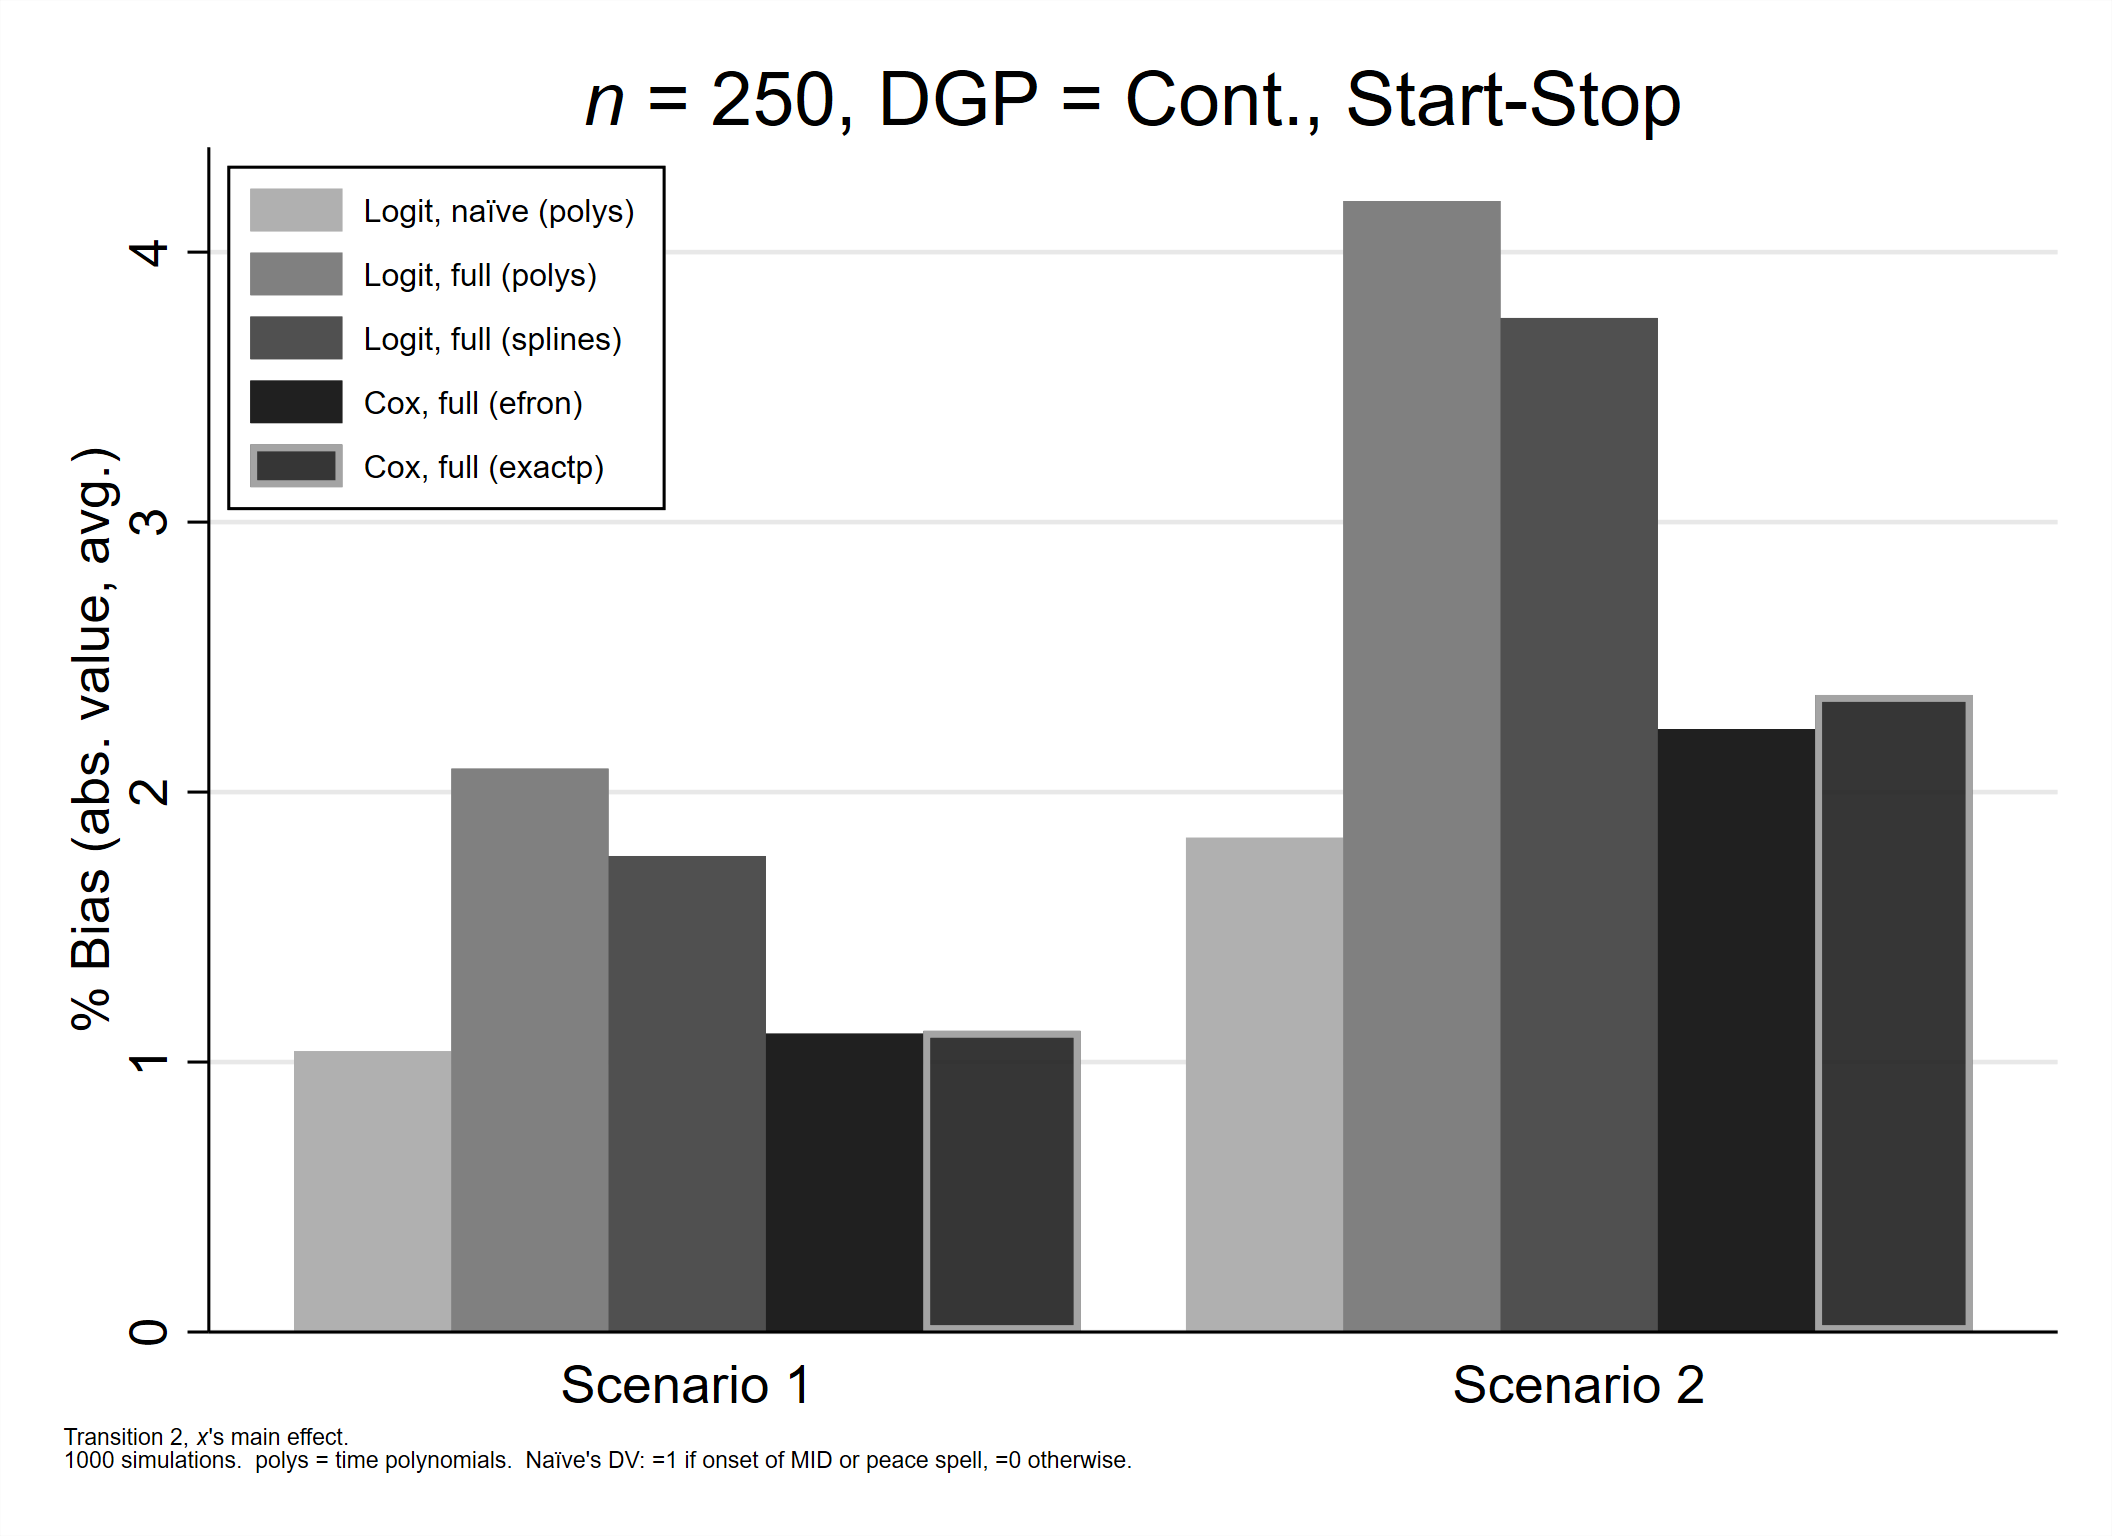 n = 250, DGP = Cont., Start-Stop
Logit, naïve (polys)
Logit, full (polys)
Logit, full (splines)
Cox, full (efron)
Cox, full (exactp)
% Bias (abs. value, avg.)
4
3
2
1
0
Scenario 1
Scenario 2
Transition 2, x's main effect.
1000 simulations.  polys = time polynomials.  Naïve's DV: =1 if onset of MID or peace spell, =0 otherwise.